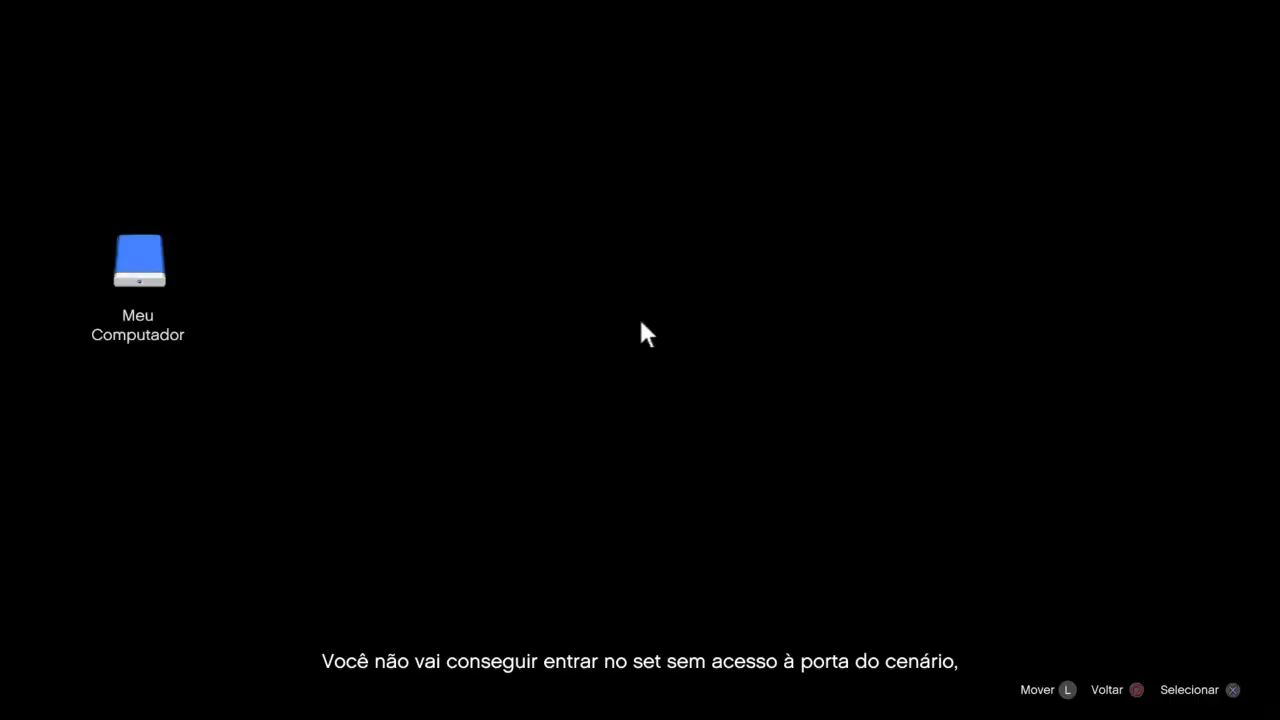 Meu
Computador
Você não vai conseguir entrar no set sem acesso à porta do cenário,
Mover L Voltar Selecionar X